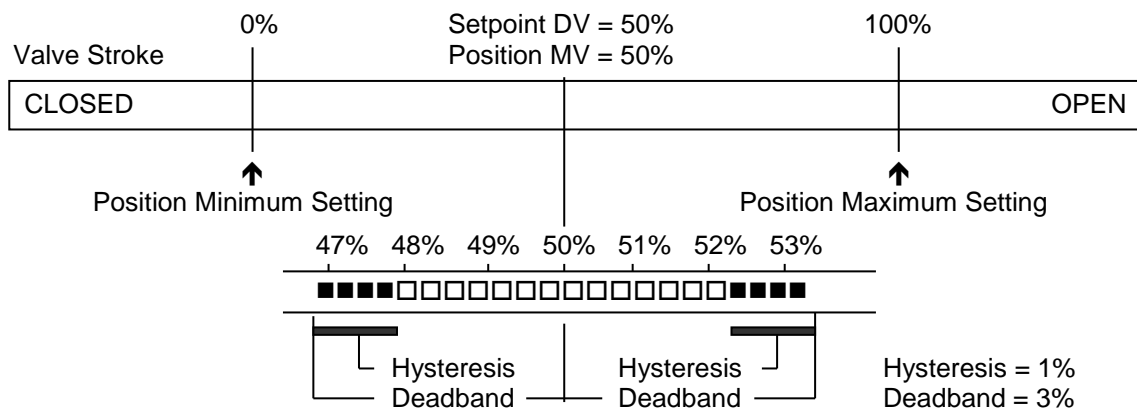 0% Setpoint DV = 50% 100%
Valve Stroke Position MV = 50%
CLOSED OPEN
Position Minimum Setting Position Maximum Setting
47% 48% 49% 50% 51% 52% 53%
Hysteresis Hysteresis Hysteresis = 1%
Deadband Deadband Deadband = 3%